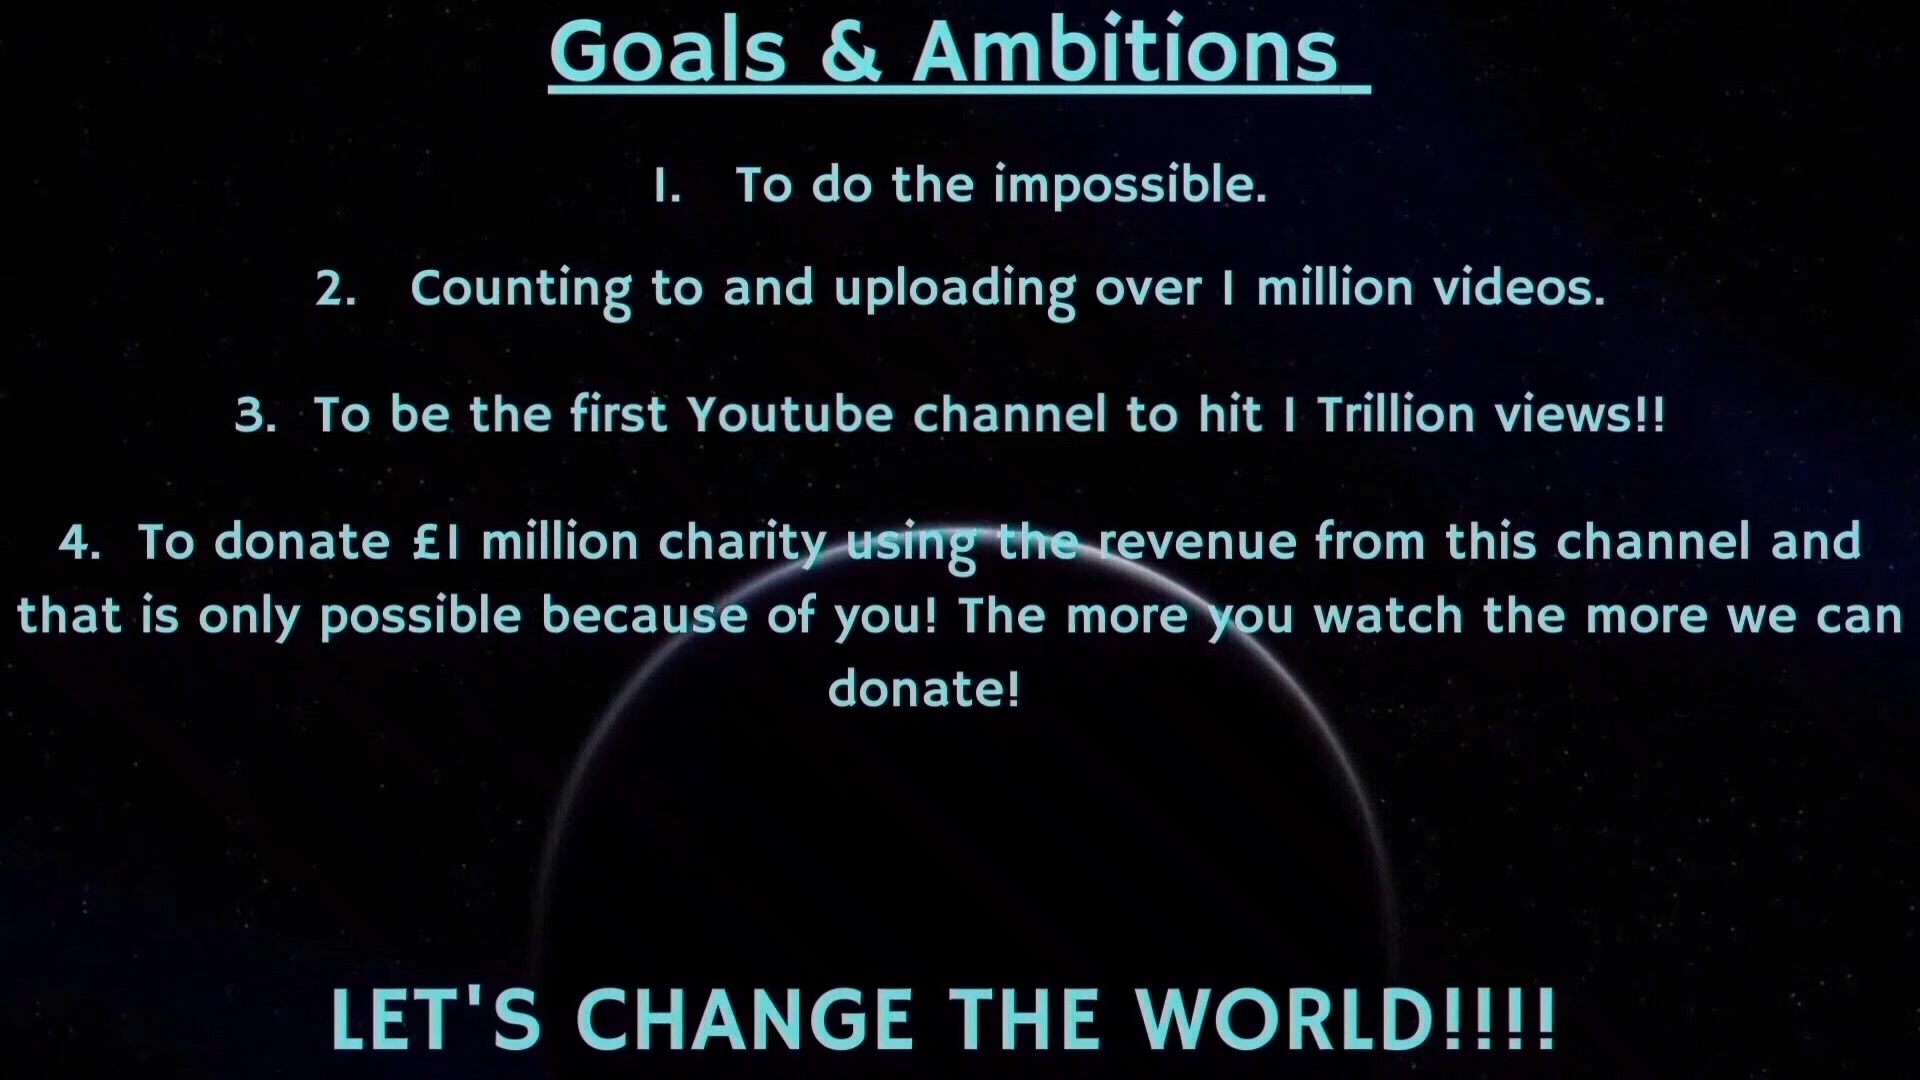 Goals & Ambitions
1. To do the impossible.
2. Counting to and uploading over 1 million videos.
3. To be the first Youtube channel to hit 1 Trillion views!!
4. To donate £1 million charity using the revenue from this channel and
that is only possible because of you! The more you watch the more we can
donate!
LET'S CHANGE THE WORLD!!!!